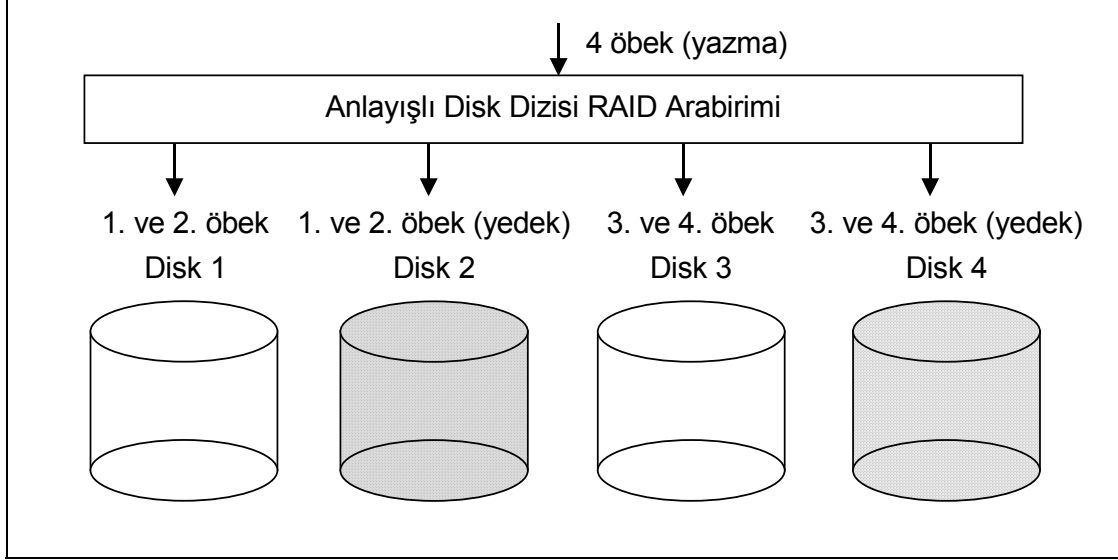 4 öbek (yazma)
Anlayışlı Disk Dizisi RAID Arabirimi
1. ve 2. öbek 1. ve 2. öbek (yedek) 3. ve 4. öbek 3. ve 4. öbek (yedek)
Disk 1 Disk 2 Disk 3 Disk 4